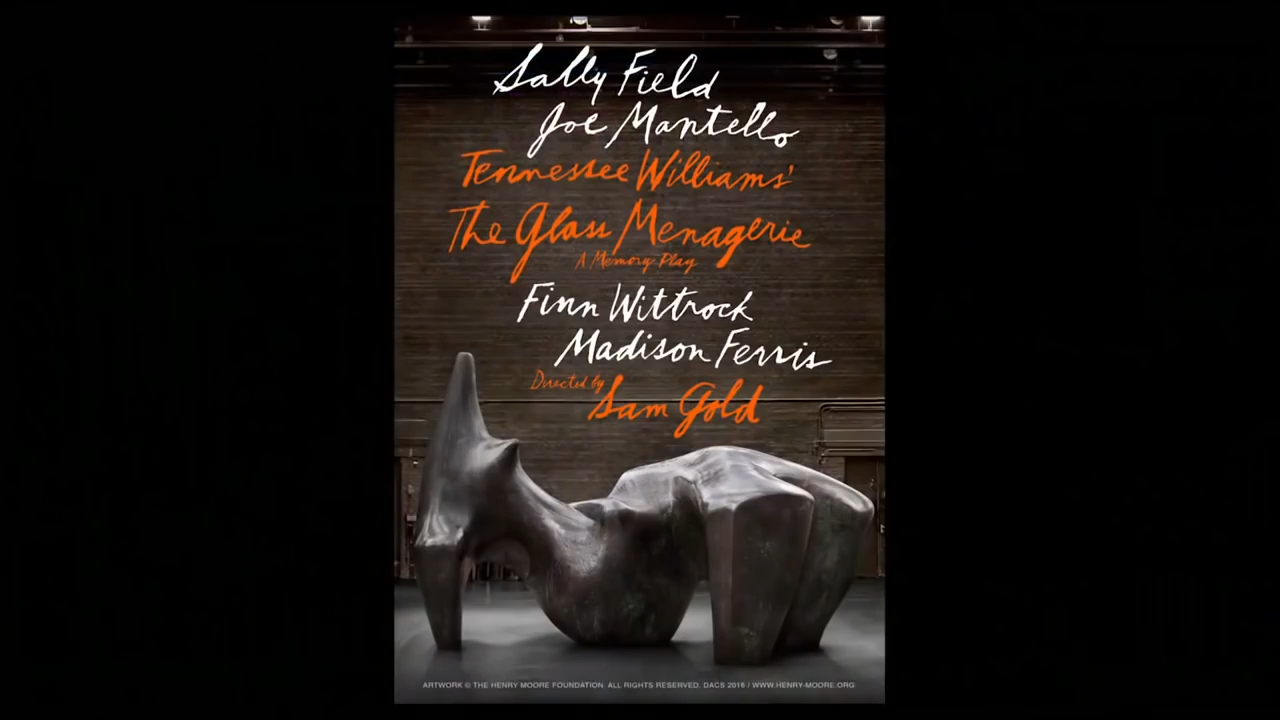 Sally Field
Joe Mantello
Tennessee Williams'
The Glass Menagerie
A Memory Play
Finn Wittrock
Madison Ferris
Directed by Sam Gold
ARTWORK © THE HENRY MOORE FOUNDATION. ALL RIGHTS RESERVED. DACS 2016 / WWW.HENRY-MOORE.ORG